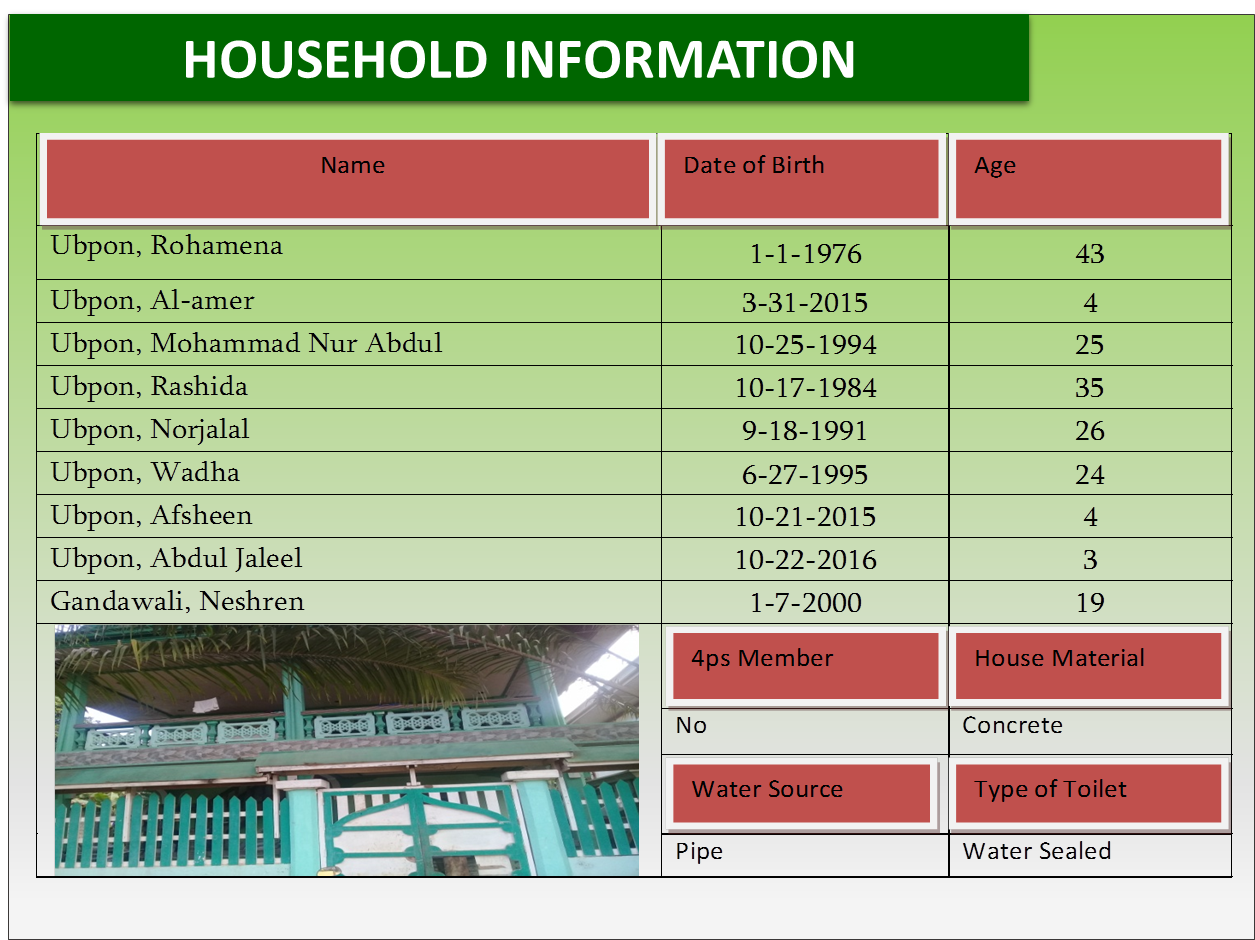 HOUSEHOLD INFORMATION
Name Date of Birth Age
Ubpon, Rohamena 1-1-1976 43
Ubpon, Al-amer 3-31-2015 4
Ubpon, Mohammad Nur Abdul 10-25-1994 25
Ubpon, Rashida 10-17-1984 35
Ubpon, Norjalal 9-18-1991 26
Ubpon, Wadha 6-27-1995 24
Ubpon, Afsheen 10-21-2015 4
Ubpon, Abdul Jaleel 10-22-2016 3
Gandawali, Neshren 1-7-2000 19
4ps Member House Material
No Concrete
Water Source Type of Toilet
Pipe Water Sealed